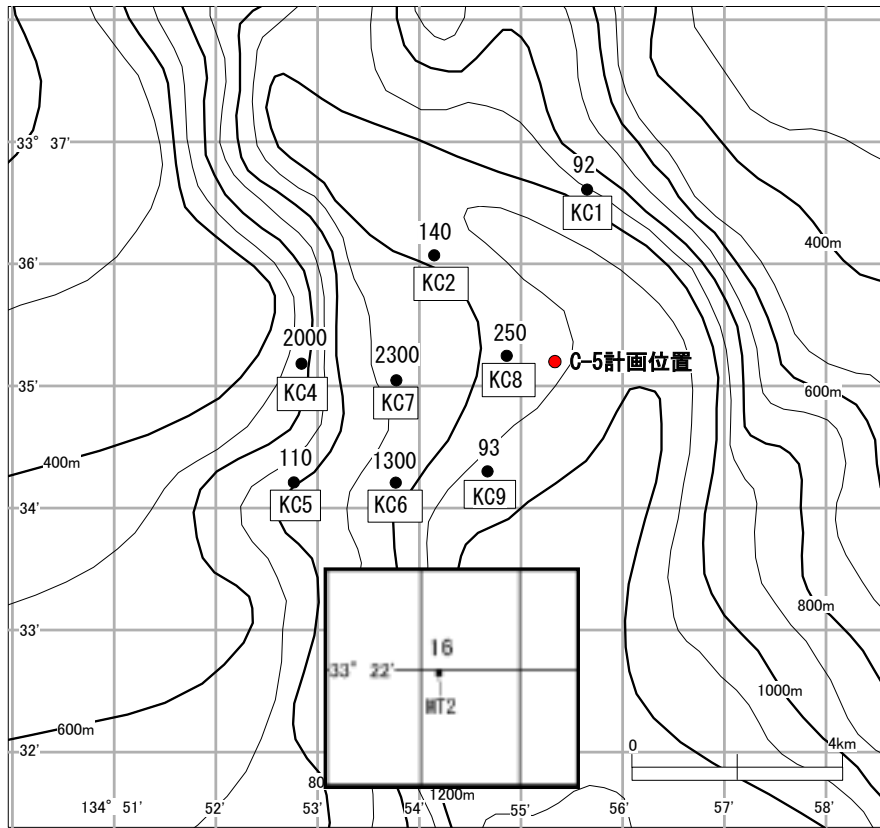 33° 37'
92
KC1
400m
36'
140
KC2
2000
KC4
2300
KC7
250
KC8
C-5計画位置
600m
35'
400m
110
KC5
1300
KC6
93
KC9
34'
33'
800m
16
33° 22'
MT2
1000m
600m
32'
0
4km
80
1200m
134° 51'
52'
53'
54'
55'
56'
57'
58'